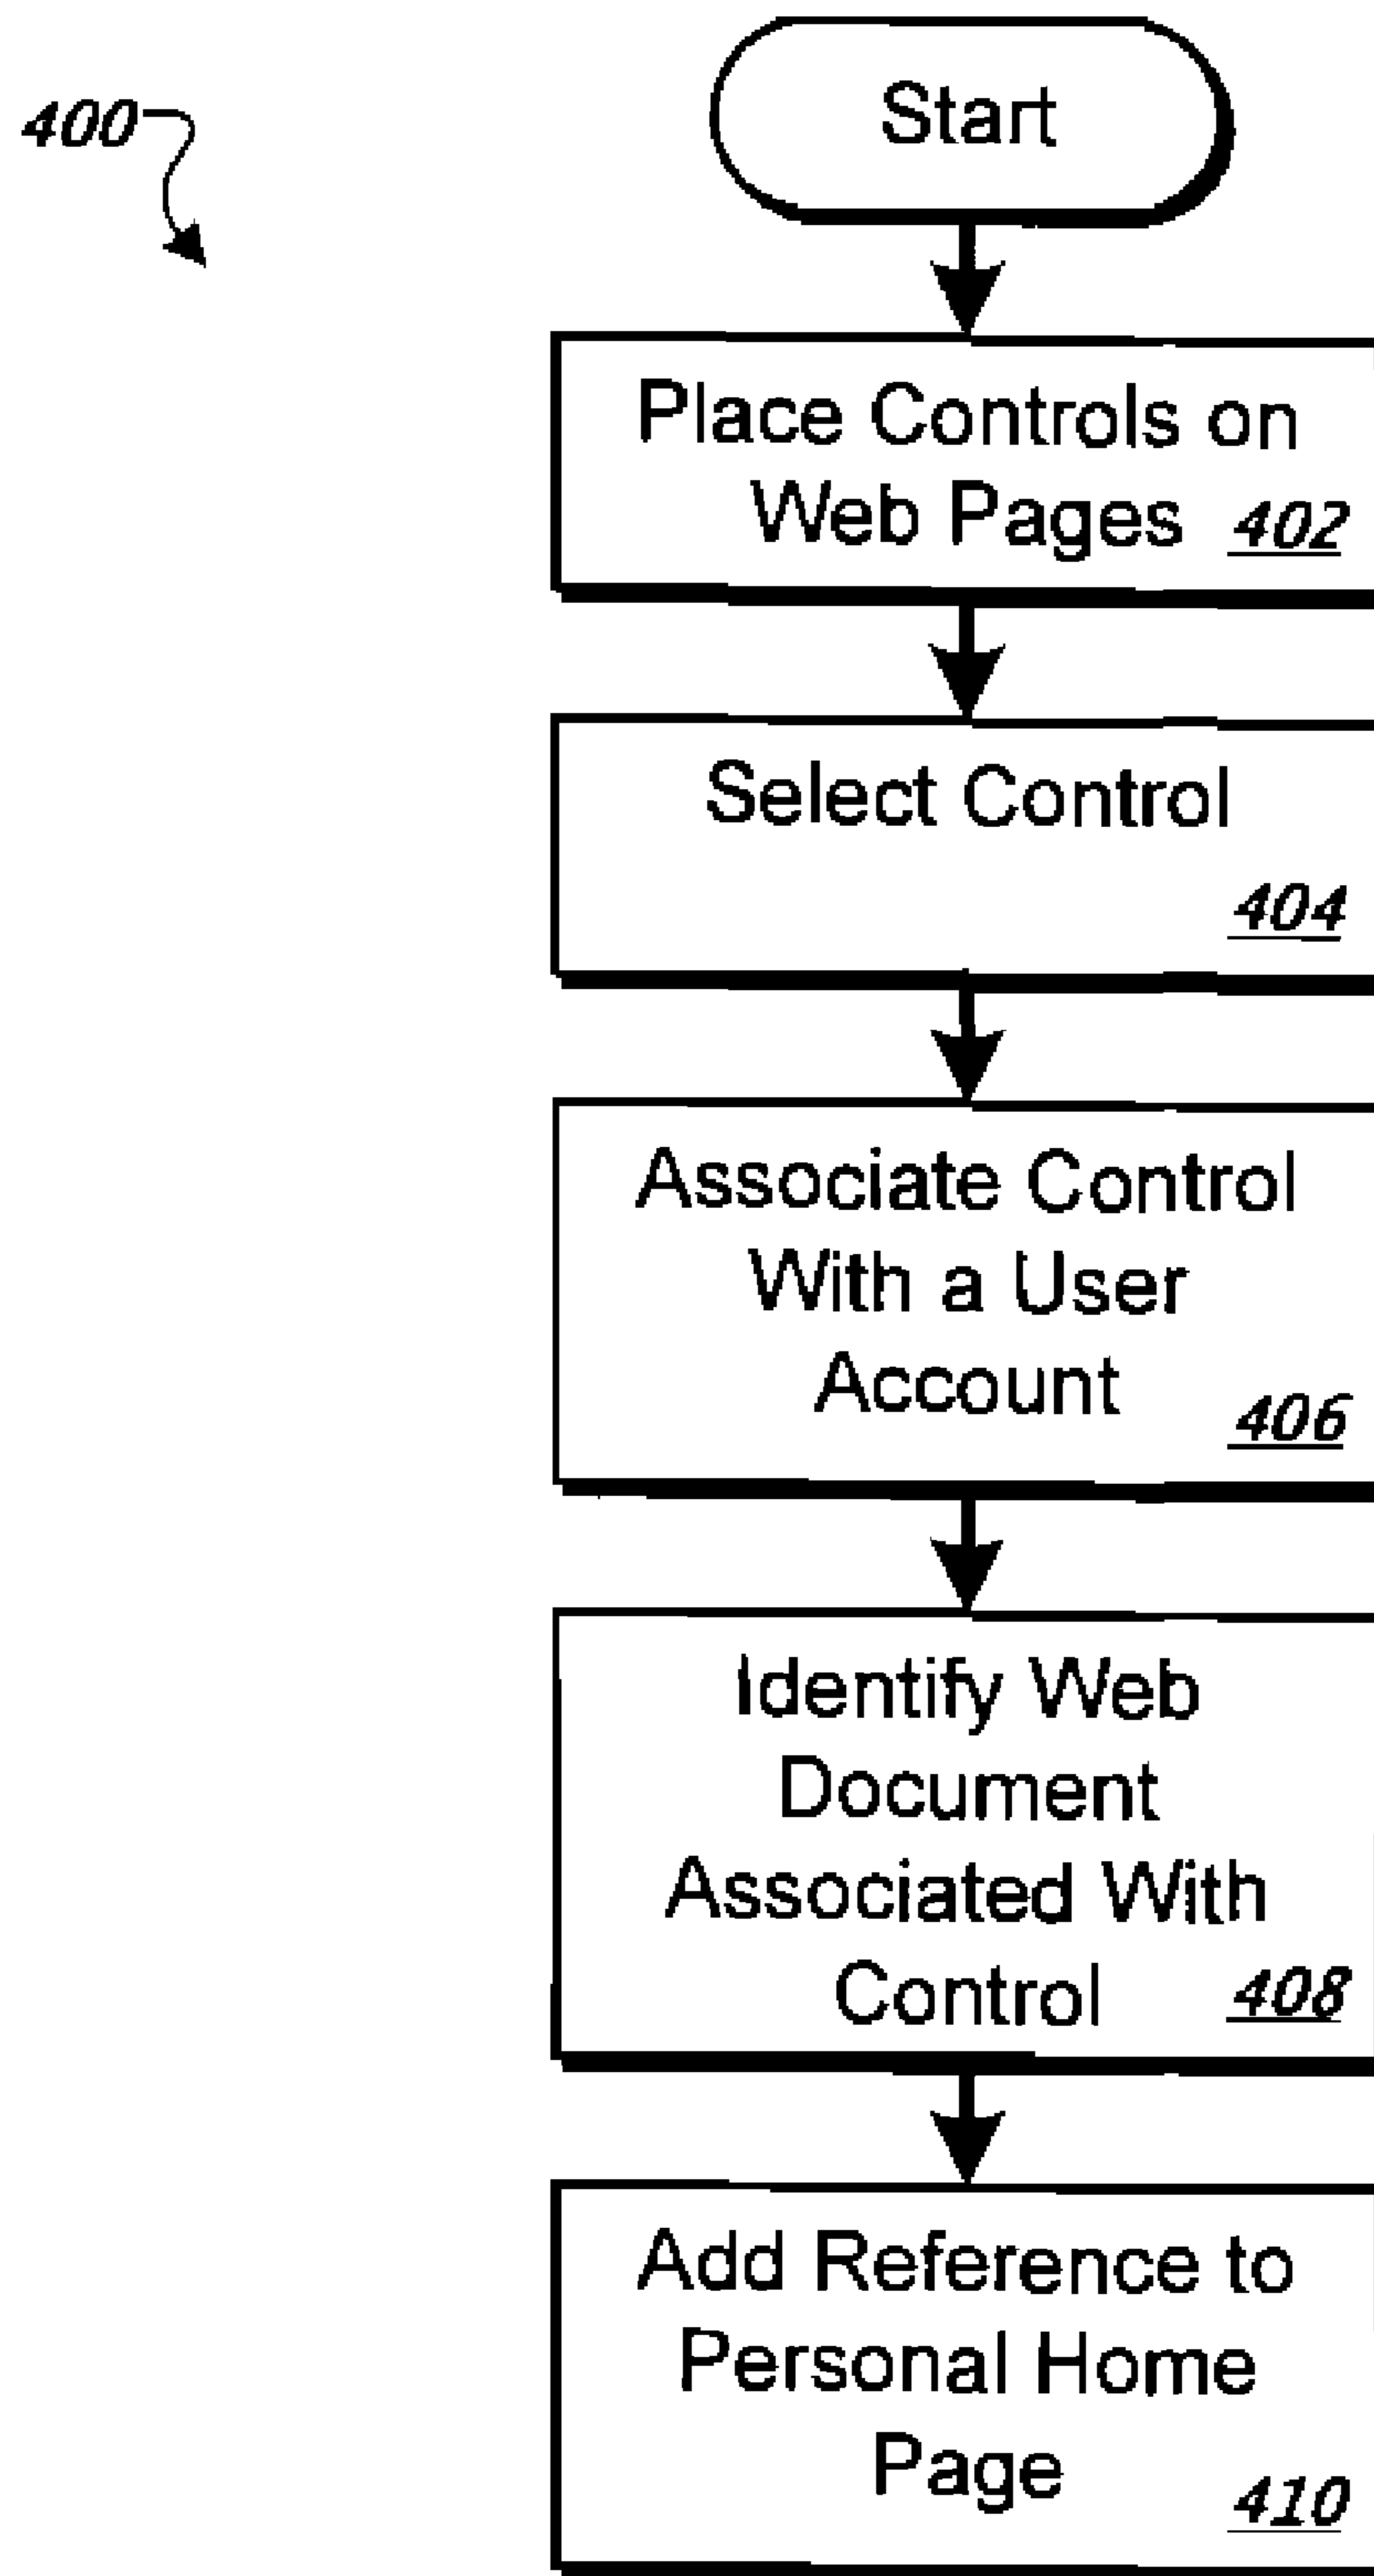 400
Start
Place Controls on
Web Pages 402
Select Control
404
Associate Control
With a User
Account 406
Identify Web
Document
Associated With
Control 408
Add Reference to
Personal Home
Page 410